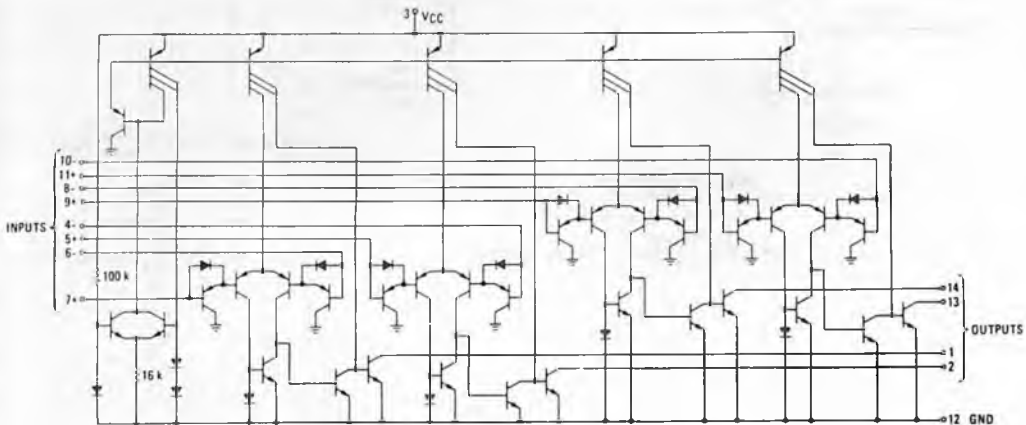 3 VCC
10-
11+
8-
9+
INPUTS
4-
5+
6-
100 k
7+
14
13
OUTPUTS
1
16 k
2
12 GND